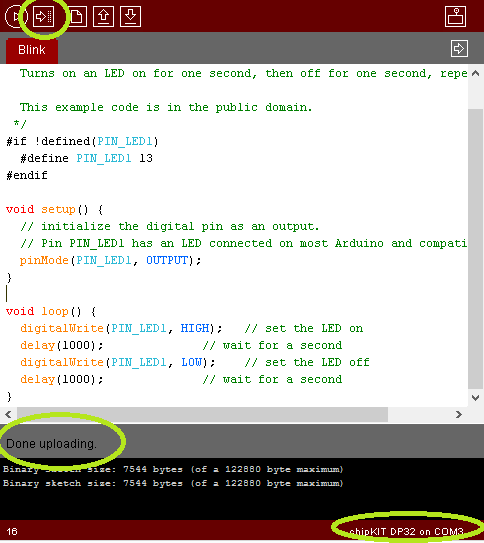 Blink
Turns on an LED on for one second, then off for one second, repe
This example code is in the public domain.
*/
#if !defined(PIN_LED1)
#define PIN_LED1 13
#endif
void setup() {
// initialize the digital pin as an output.
// Pin PIN_LED1 has an LED connected on most Arduino and compati
pinMode(PIN_LED1, OUTPUT);
}
void loop() {
digitalWrite(PIN_LED1, HIGH); // set the LED on
delay(1000); // wait for a second
digitalWrite(PIN_LED1, LOW); // set the LED off
delay(1000); // wait for a second
}
Done uploading.
Binary sketch size: 7544 bytes (of a 122880 byte maximum)
Binary sketch size: 7544 bytes (of a 122880 byte maximum)
16 chipKIT DP32 on COM3